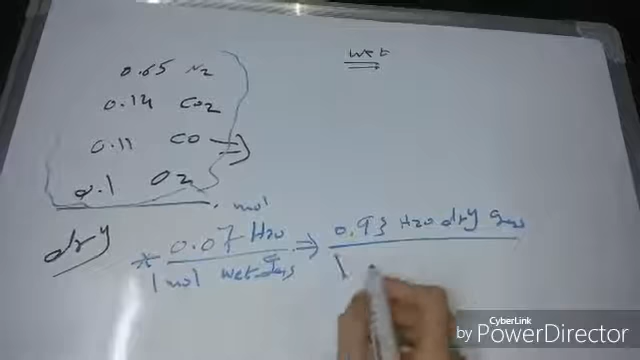 wet
0.65 N2
0.14 CO2
0.11 CO
0.1 O2
mol
dry
* 0.07 H2O ⇒ 0.93 H2O dry gas
1 mol wet gas
1
CyberLink
by PowerDirector